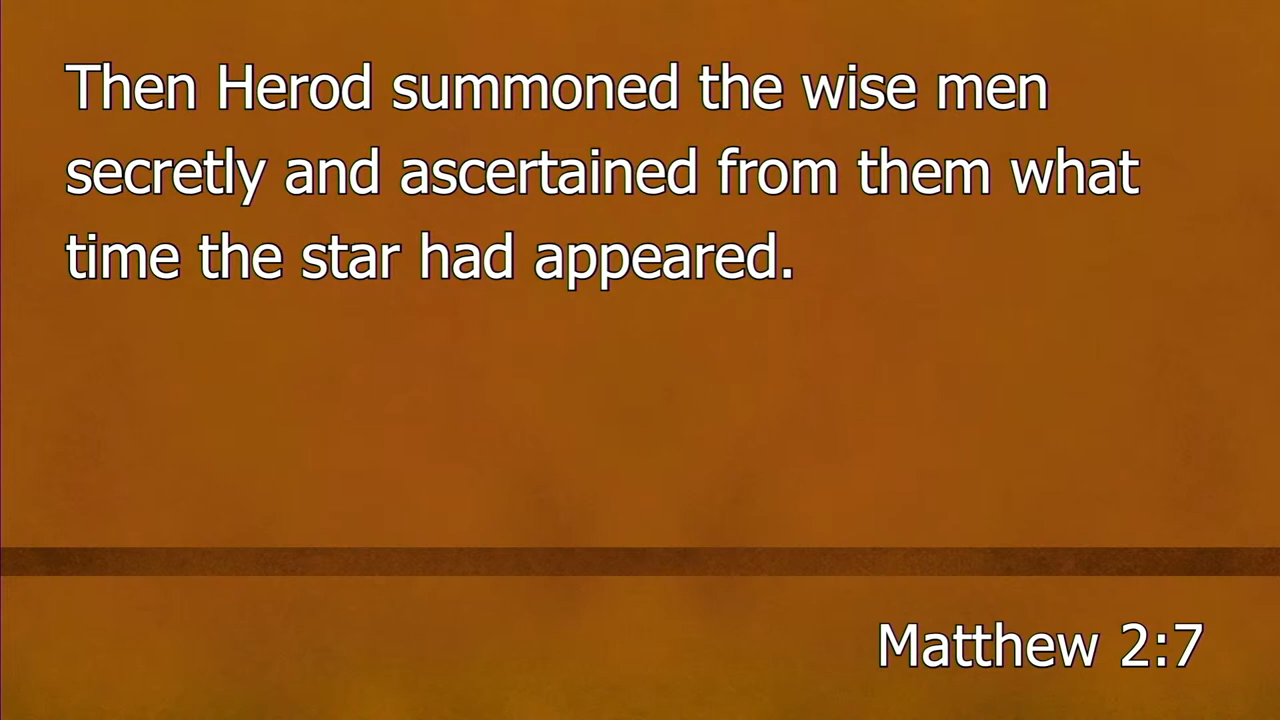 Then Herod summoned the wise men
secretly and ascertained from them what
time the star had appeared.
Matthew 2:7